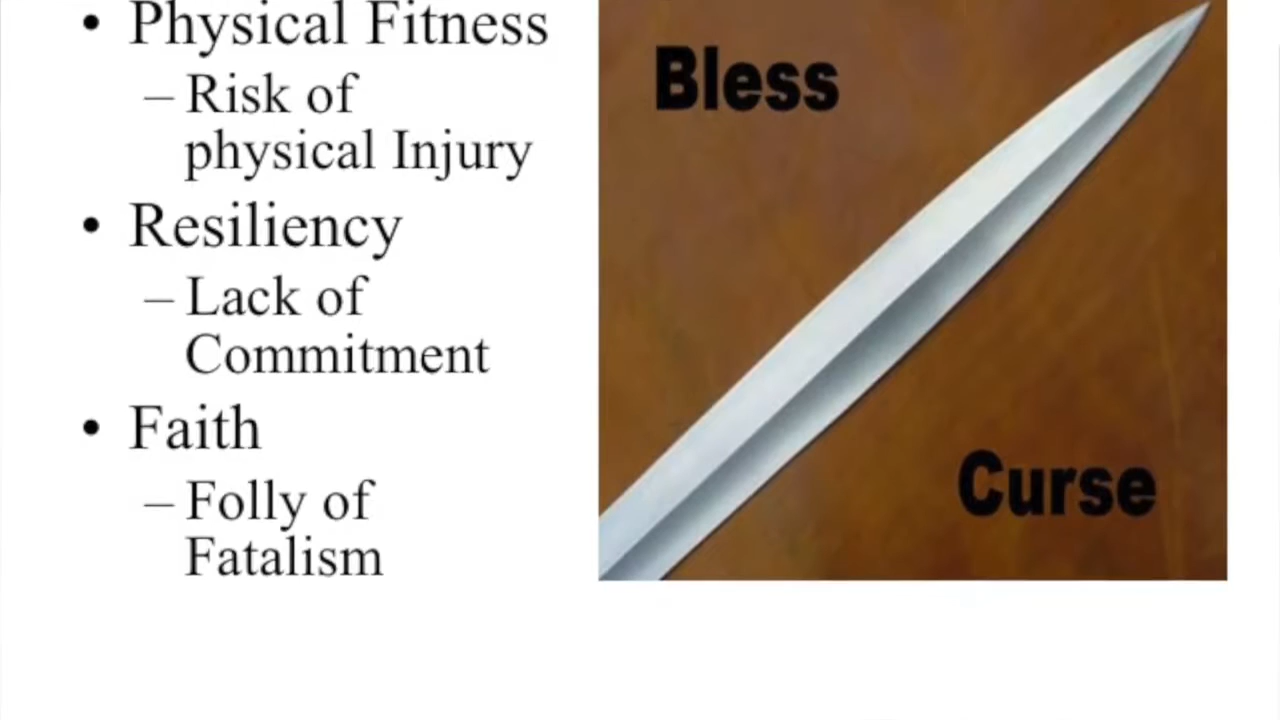 • Physical Fitness
– Risk of
physical Injury
• Resiliency
– Lack of
Commitment
• Faith
– Folly of
Fatalism
Bless
Curse